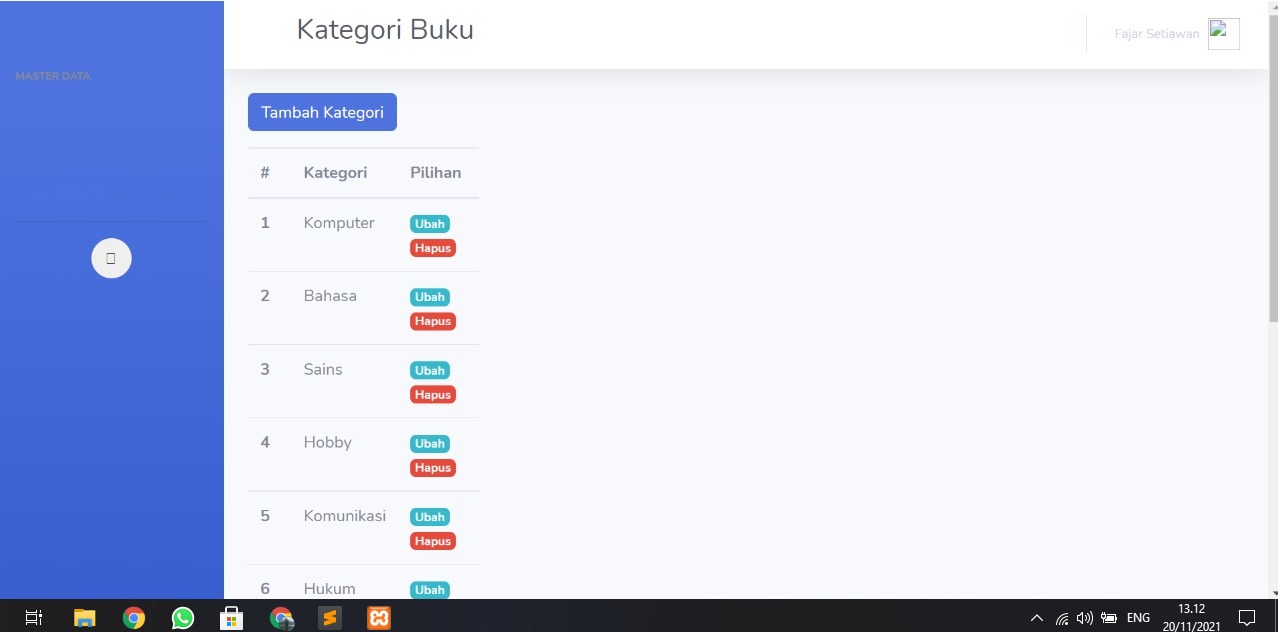 Kategori Buku
Fajar Setiawan
MASTER DATA
Tambah Kategori
# Kategori Pilihan
1 Komputer Ubah
Hapus
2 Bahasa Ubah
Hapus
3 Sains Ubah
Hapus
4 Hobby Ubah
Hapus
5 Komunikasi Ubah
Hapus
6 Hukum Ubah
ENG
13.12
20/11/2021